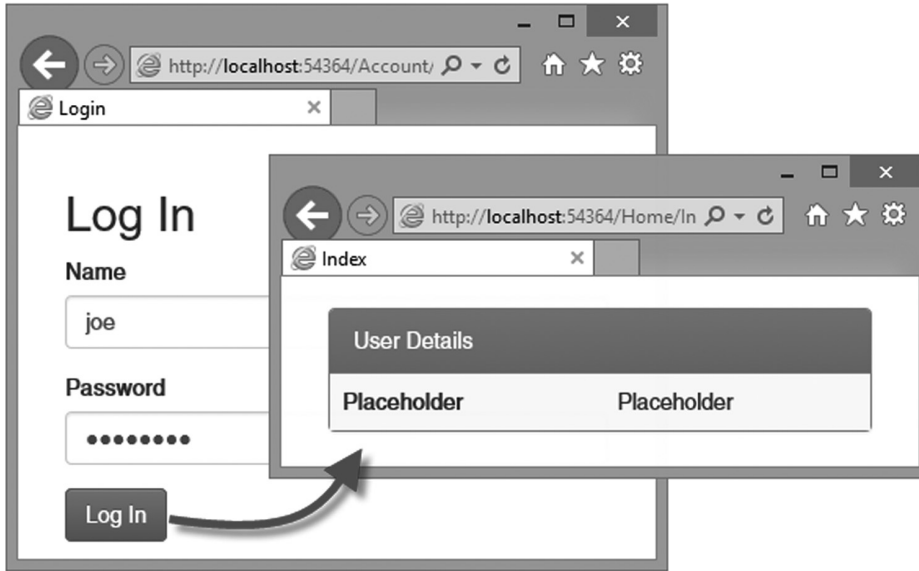 http://localhost:54364/Account/
Login
Log In
Name
joe
Password
Log In
http://localhost:54364/Home/In
Index
User Details
Placeholder Placeholder